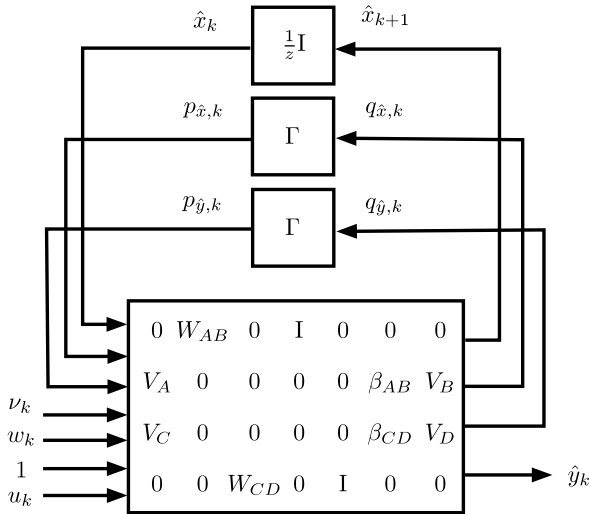 x̂ₖ 1/z I x̂ₖ₊₁
p_{x̂,k} Γ q_{x̂,k}
p_{ŷ,k} Γ q_{ŷ,k}
0 W_{AB} 0 I 0 0 0
V_A 0 0 0 0 β_{AB} V_B
V_C 0 0 0 0 β_{CD} V_D
0 0 W_{CD} 0 I 0 0
ν_k
w_k
1
u_k
ŷ_k